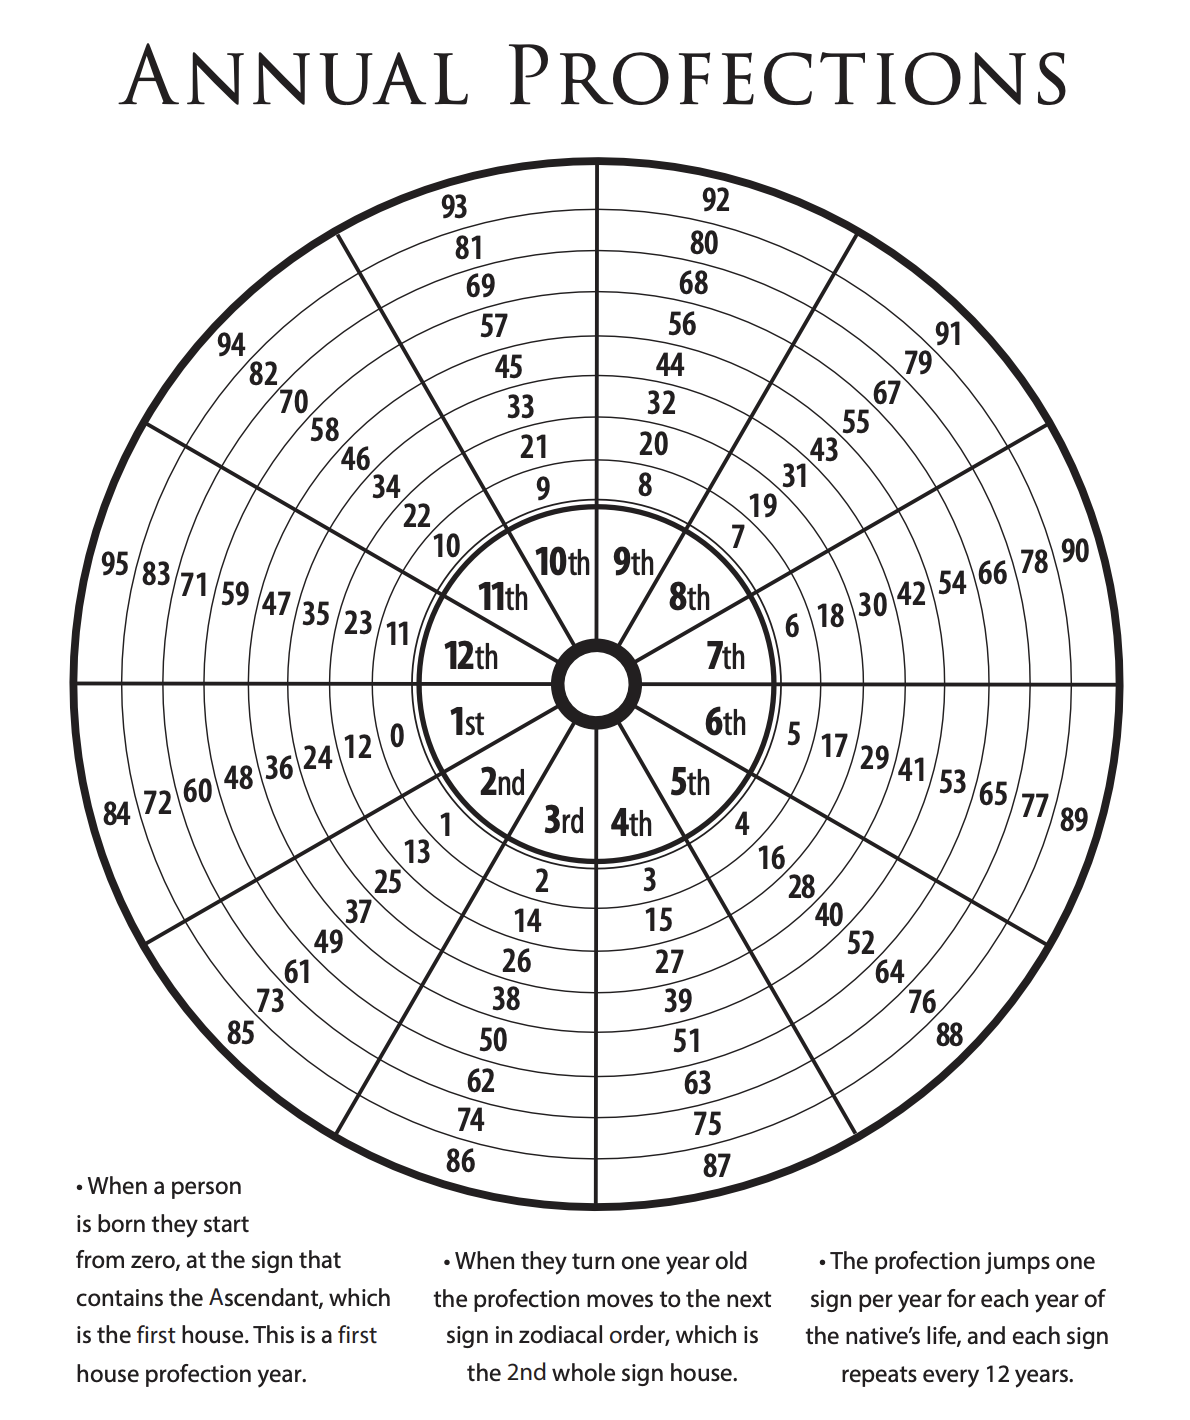 ANNUAL PROFECTIONS
93 92
81 80
69 68
57 56
45 44
33 32
21 20
9 8
94 82 70 58 46 34 22 10
91 79 67 55 43 31 19 7
95 83 71 59 47 35 23 11
6 18 30 42 54 66 78 90
10th 9th
11th 8th
12th 7th
1st 6th
2nd 5th
3rd 4th
84 72 60 48 36 24 12 0
5 17 29 41 53 65 77 89
1 13 25 37 49 61 73 85
4 16 28 40 52 64 76 88
2 3
14 15
26 27
38 39
50 51
62 63
74 75
86 87
• When a person
is born they start
from zero, at the sign that
contains the Ascendant, which
is the first house. This is a first
house profection year.
• When they turn one year old
the profection moves to the next
sign in zodiacal order, which is
the 2nd whole sign house.
• The profection jumps one
sign per year for each year of
the native's life, and each sign
repeats every 12 years.